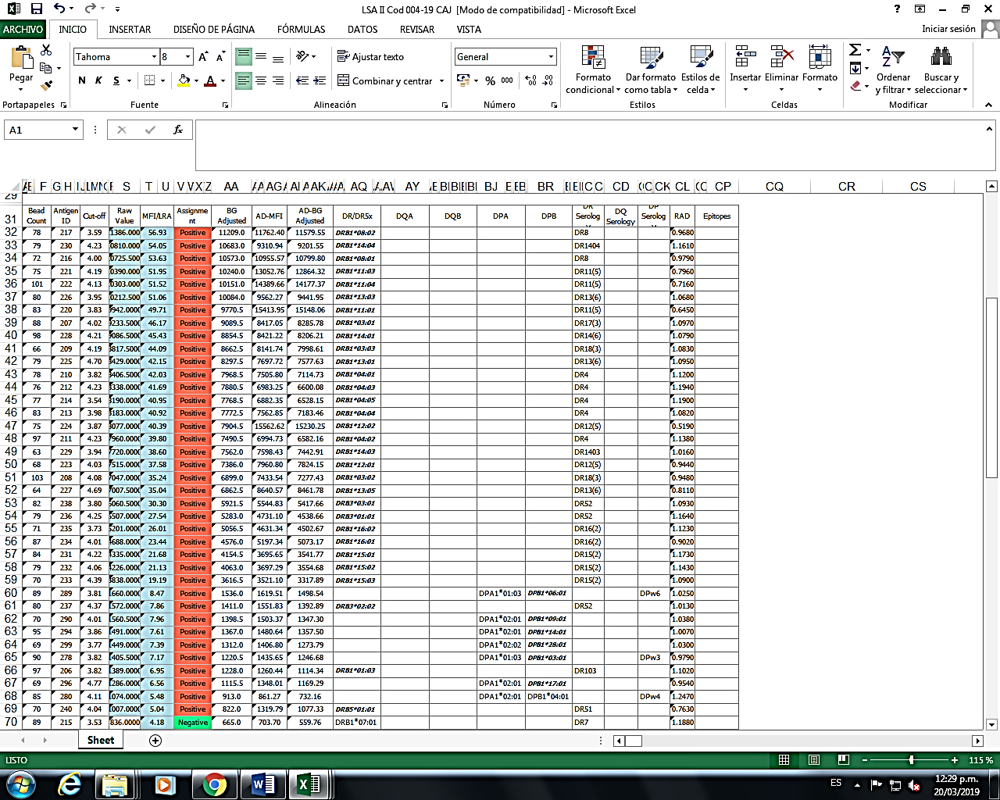 LSA II Cod 004-19 CAJ [Modo de compatibilidad] - Microsoft Excel
ARCHIVO INICIO INSERTAR DISEÑO DE PÁGINA FÓRMULAS DATOS REVISAR VISTA Iniciar sesión
Tahoma 8 Ajustar texto General
Pegar N K S Combinar y centrar % 000 Formato condicional Dar formato como tabla Estilos de celda Insertar Eliminar Formato Ordenar y filtrar Buscar y seleccionar
Portapapeles Fuente Alineación Número Estilos Celdas Modificar
A1 fx
F G H S T U V W X Z AA AQ AY BJ BR CD CK CL CP CQ CR CS
29
31 Bead Count Antigen ID Cut-off Raw Value MFI/LRA Assignment BG Adjusted AD-MFI AD-BG Adjusted DR/DR5x DQA DQB DPA DPB DQ Serology RAD Epitopes
32 78 217 3.59 1386.000 56.93 Positive 11209.0 11762.40 11579.55 DRB1*08:02 DR8 0.9680
33 79 230 4.23 0810.000 54.05 Positive 10683.0 9310.94 9201.55 DRB1*14:04 DR1404 1.1610
34 72 216 4.00 0725.500 53.63 Positive 10573.0 10955.57 10799.80 DRB1*08:01 DR8 0.9790
35 75 221 4.19 0390.000 51.95 Positive 10240.0 13052.76 12864.32 DRB1*11:03 DR11(5) 0.7960
36 101 222 4.13 0303.000 51.52 Positive 10151.0 14389.66 14177.37 DRB1*11:04 DR11(5) 0.7160
37 80 226 3.95 0212.500 51.06 Positive 10084.0 9562.27 9441.95 DRB1*13:03 DR13(6) 1.0680
38 83 220 3.83 9942.0000 49.71 Positive 9770.5 15413.95 15148.06 DRB1*11:01 DR11(5) 0.6450
39 88 207 4.02 9233.5000 46.17 Positive 9089.5 8417.05 8285.78 DRB1*03:01 DR17(3) 1.0970
40 98 228 4.21 9086.5000 45.43 Positive 8854.5 8421.22 8206.21 DRB1*14:01 DR14(6) 1.0790
41 66 209 4.19 8817.5000 44.09 Positive 8662.5 8141.74 7998.61 DRB1*03:03 DR18(3) 1.0830
42 79 225 4.70 8429.0000 42.15 Positive 8297.5 7697.72 7577.63 DRB1*13:01 DR13(6) 1.0950
43 78 210 3.82 8406.5000 42.03 Positive 7968.5 7505.80 7114.73 DRB1*04:01 DR4 1.1200
44 76 212 4.23 8338.0000 41.69 Positive 7880.5 6983.25 6600.08 DRB1*04:03 DR4 1.1940
45 77 214 3.54 8190.0000 40.95 Positive 7768.5 6882.35 6528.15 DRB1*04:05 DR4 1.1900
46 83 213 3.98 8183.0000 40.92 Positive 7772.5 7562.85 7183.46 DRB1*04:04 DR4 1.0820
47 75 224 3.87 8077.0000 40.39 Positive 7904.5 15562.62 15230.25 DRB1*12:02 DR12(5) 0.5190
48 97 211 4.23 7960.0000 39.80 Positive 7490.5 6994.73 6582.16 DRB1*04:02 DR4 1.1380
49 63 229 3.94 7720.0000 38.60 Positive 7562.0 7598.43 7442.91 DRB1*14:03 DR1403 1.0160
50 68 223 4.03 7515.0000 37.58 Positive 7386.0 7960.80 7824.15 DRB1*12:01 DR12(5) 0.9440
51 103 208 4.08 7047.0000 35.24 Positive 6899.0 7433.54 7277.43 DRB1*03:02 DR18(3) 0.9480
52 64 227 4.69 7007.5000 35.04 Positive 6862.5 8640.57 8461.78 DRB1*13:05 DR13(6) 0.8110
53 82 238 3.80 6060.5000 30.30 Positive 5921.5 5544.83 5417.66 DRB3*03:01 DR52 1.0930
54 79 236 4.25 5507.0000 27.54 Positive 5283.0 4731.10 4538.66 DRB3*01:01 DR52 1.1640
55 71 235 3.73 5201.0000 26.01 Positive 5056.5 4631.34 4502.67 DRB1*16:02 DR16(2) 1.1230
56 87 234 4.01 4688.0000 23.44 Positive 4576.0 5197.34 5073.17 DRB1*16:01 DR16(2) 0.9020
57 84 231 4.22 4335.0000 21.68 Positive 4154.5 3695.65 3541.77 DRB1*15:01 DR15(2) 1.1730
58 79 232 4.06 4226.0000 21.13 Positive 4063.0 3697.29 3554.68 DRB1*15:02 DR15(2) 1.1430
59 70 233 4.39 3838.0000 19.19 Positive 3616.5 3521.10 3317.89 DRB1*15:03 DR15(2) 1.0900
60 89 289 3.81 1660.0000 8.47 Positive 1536.0 1619.51 1498.54 DPA1*01:03 DPB1*06:01 DPw6 1.0250
61 80 237 4.37 1572.0000 7.86 Positive 1411.0 1551.83 1392.89 DRB3*02:02 DR52 1.0130
62 70 290 4.01 1560.5000 7.96 Positive 1398.5 1503.37 1347.30 DPA1*02:01 DPB1*09:01 1.0380
63 95 294 3.86 1491.0000 7.61 Positive 1367.0 1480.64 1357.50 DPA1*02:01 DPB1*14:01 1.0070
64 69 299 3.77 1449.0000 7.39 Positive 1312.0 1406.80 1273.79 DPA1*02:02 DPB1*28:01 1.0300
65 90 278 3.82 1405.5000 7.17 Positive 1220.5 1435.65 1246.68 DPA1*01:03 DPB1*03:01 DPw3 0.9790
66 97 206 3.82 1389.0000 6.95 Positive 1228.0 1260.44 1114.34 DRB1*01:03 DR103 1.1020
67 69 296 4.77 1286.0000 6.56 Positive 1115.5 1348.01 1169.29 DPA1*02:01 DPB1*17:01 0.9540
68 85 280 4.11 1074.0000 5.48 Positive 913.0 861.27 732.16 DPA1*02:01 DPB1*04:01 DPw4 1.2470
69 70 240 4.04 1007.0000 5.04 Positive 822.0 1319.79 1077.33 DRB5*01:01 DR51 0.7630
70 89 215 3.53 836.0000 4.18 Negative 665.0 703.70 559.76 DRB1*07:01 DR7 1.1880
Sheet
LISTO 115 %
ES 12:29 p.m.
20/03/2019